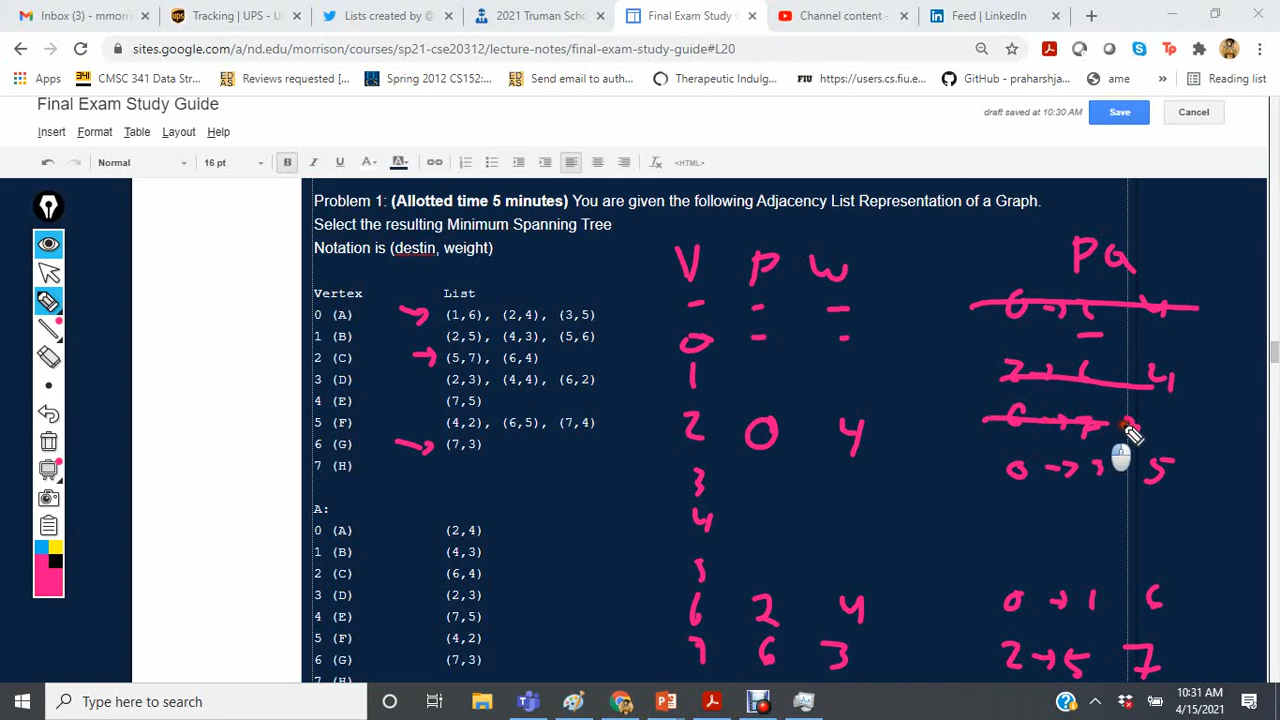 Inbox (3) - mmorri
Tracking | UPS - Un
Lists created by @
2021 Truman Scho
Final Exam Study G
Channel content -
Feed | LinkedIn
sites.google.com/a/nd.edu/morrison/courses/sp21-cse20312/lecture-notes/final-exam-study-guide#L20
Apps
CMSC 341 Data Str...
Reviews requested [...
Spring 2012 CS152:...
Send email to auth...
Therapeutic Indulg...
https://users.cs.fiu.e...
GitHub - praharshja...
ame
»
Reading list
Final Exam Study Guide
draft saved at 10:30 AM
Save
Cancel
Insert Format Table Layout Help
Normal
16 pt
B I U A A
<HTML>
Problem 1: (Allotted time 5 minutes) You are given the following Adjacency List Representation of a Graph.
Select the resulting Minimum Spanning Tree
Notation is (destin, weight)
V P W PQ
Vertex List
0 (A) (1,6), (2,4), (3,5)
1 (B) (2,5), (4,3), (5,6)
2 (C) (5,7), (6,4)
3 (D) (2,3), (4,4), (6,2)
4 (E) (7,5)
5 (F) (4,2), (6,5), (7,4)
6 (G) (7,3)
7 (H)
A:
0 (A) (2,4)
1 (B) (4,3)
2 (C) (6,4)
3 (D) (2,3)
4 (E) (7,5)
5 (F) (4,2)
6 (G) (7,3)
- - -
0 - -
1
2 0 4
3
4
5
6 2 4
7 6 3
0 → 3 5
0 → 1 6
2 → 5 7
Type here to search
10:31 AM
4/15/2021